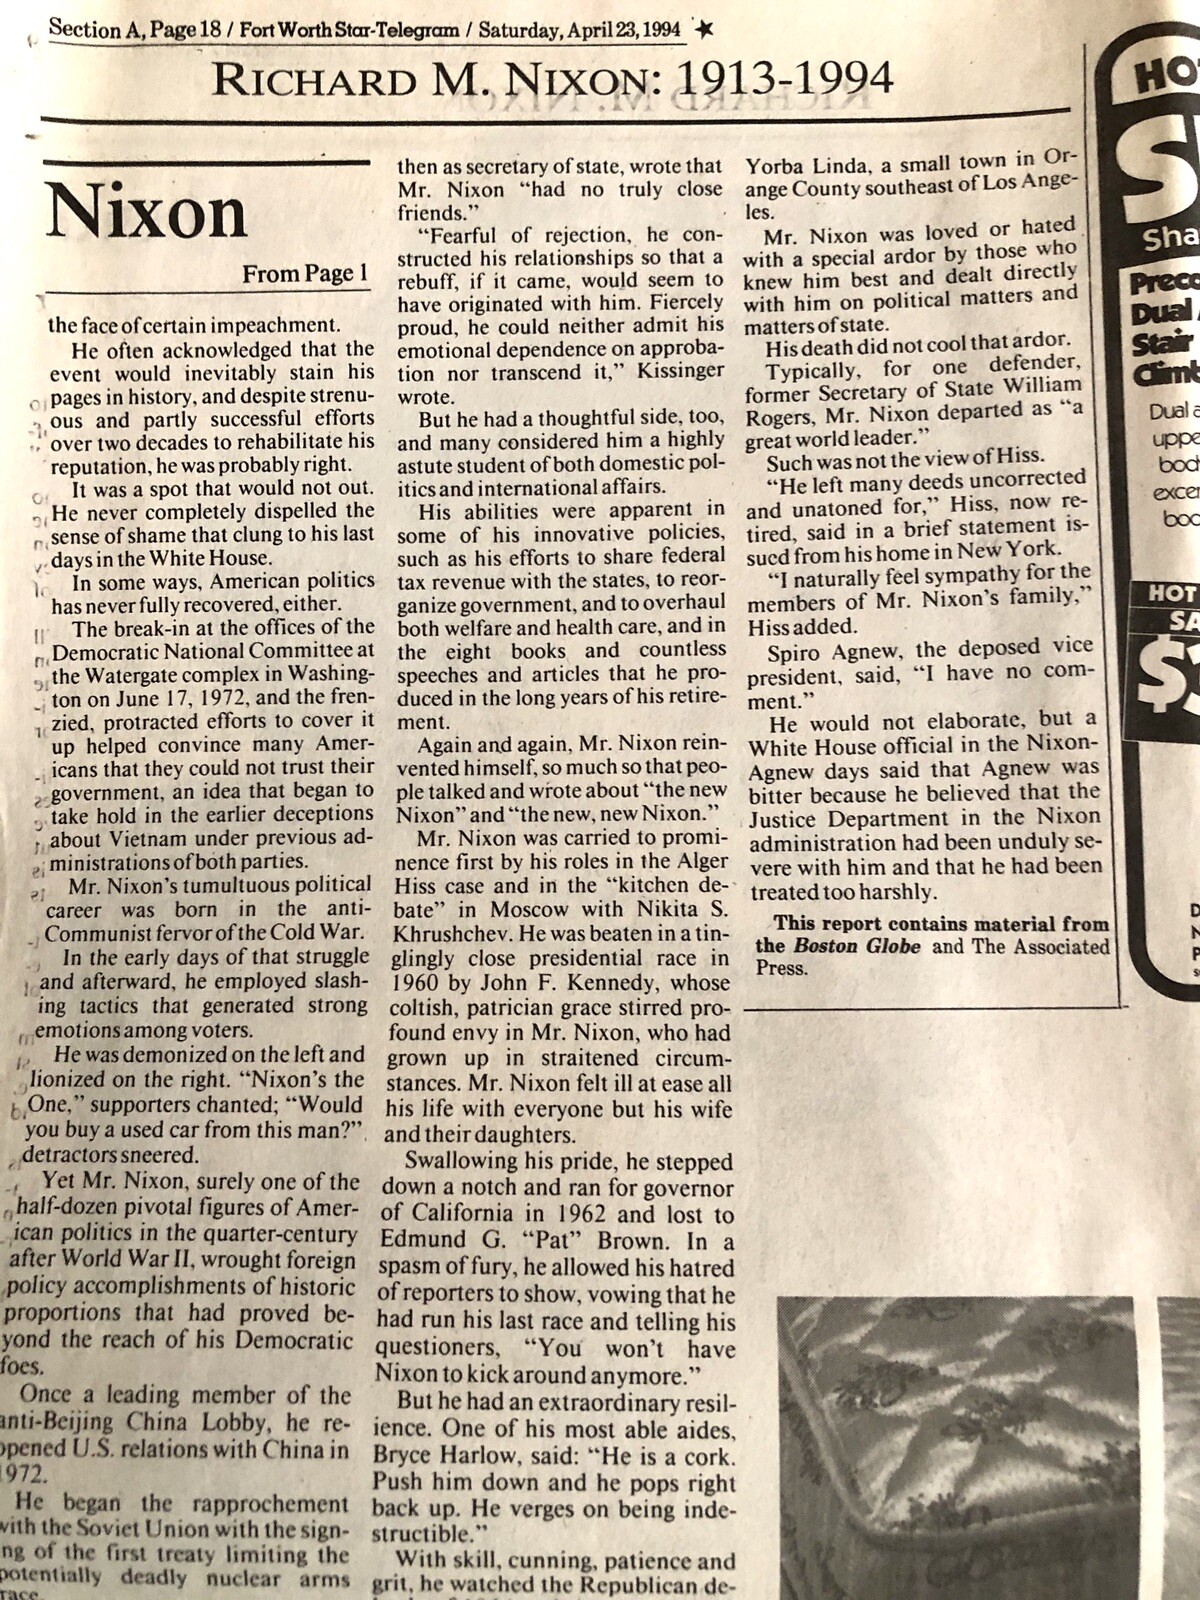 Section A, Page 18 / Fort Worth Star-Telegram / Saturday, April 23, 1994 ★
RICHARD M. NIXON: 1913-1994
Nixon
From Page 1
the face of certain impeachment.
He often acknowledged that the
event would inevitably stain his
pages in history, and despite strenu-
ous and partly successful efforts
over two decades to rehabilitate his
reputation, he was probably right.
It was a spot that would not out.
He never completely dispelled the
sense of shame that clung to his last
days in the White House.
In some ways, American politics
has never fully recovered, either.
The break-in at the offices of the
Democratic National Committee at
the Watergate complex in Washing-
ton on June 17, 1972, and the fren-
zied, protracted efforts to cover it
up helped convince many Amer-
icans that they could not trust their
government, an idea that began to
take hold in the earlier deceptions
about Vietnam under previous ad-
ministrations of both parties.
Mr. Nixon's tumultuous political
career was born in the anti-
Communist fervor of the Cold War.
In the early days of that struggle
and afterward, he employed slash-
ing tactics that generated strong
emotions among voters.
He was demonized on the left and
lionized on the right. "Nixon's the
One," supporters chanted; "Would
you buy a used car from this man?"
detractors sneered.
Yet Mr. Nixon, surely one of the
half-dozen pivotal figures of Amer-
ican politics in the quarter-century
after World War II, wrought foreign
policy accomplishments of historic
proportions that had proved be-
yond the reach of his Democratic
foes.
Once a leading member of the
anti-Beijing China Lobby, he re-
opened U.S. relations with China in
1972.
He began the rapprochement
with the Soviet Union with the sign-
ing of the first treaty limiting the
potentially deadly nuclear arms
race.
then as secretary of state, wrote that
Mr. Nixon "had no truly close
friends."
"Fearful of rejection, he con-
structed his relationships so that a
rebuff, if it came, would seem to
have originated with him. Fiercely
proud, he could neither admit his
emotional dependence on approba-
tion nor transcend it," Kissinger
wrote.
But he had a thoughtful side, too,
and many considered him a highly
astute student of both domestic pol-
itics and international affairs.
His abilities were apparent in
some of his innovative policies,
such as his efforts to share federal
tax revenue with the states, to reor-
ganize government, and to overhaul
both welfare and health care, and in
the eight books and countless
speeches and articles that he pro-
duced in the long years of his retire-
ment.
Again and again, Mr. Nixon rein-
vented himself, so much so that peo-
ple talked and wrote about "the new
Nixon" and "the new, new Nixon."
Mr. Nixon was carried to promi-
nence first by his roles in the Alger
Hiss case and in the "kitchen de-
bate" in Moscow with Nikita S.
Khrushchev. He was beaten in a tin-
glingly close presidential race in
1960 by John F. Kennedy, whose
coltish, patrician grace stirred pro-
found envy in Mr. Nixon, who had
grown up in straitened circum-
stances. Mr. Nixon felt ill at ease all
his life with everyone but his wife
and their daughters.
Swallowing his pride, he stepped
down a notch and ran for governor
of California in 1962 and lost to
Edmund G. "Pat" Brown. In a
spasm of fury, he allowed his hatred
of reporters to show, vowing that he
had run his last race and telling his
questioners, "You won't have
Nixon to kick around anymore."
But he had an extraordinary resil-
ience. One of his most able aides,
Bryce Harlow, said: "He is a cork.
Push him down and he pops right
back up. He verges on being inde-
structible."
With skill, cunning, patience and
grit, he watched the Republican de-
Yorba Linda, a small town in Or-
ange County southeast of Los Ange-
les.
Mr. Nixon was loved or hated
with a special ardor by those who
knew him best and dealt directly
with him on political matters and
matters of state.
His death did not cool that ardor.
Typically, for one defender,
former Secretary of State William
Rogers, Mr. Nixon departed as "a
great world leader."
Such was not the view of Hiss.
"He left many deeds uncorrected
and unatoned for," Hiss, now re-
tired, said in a brief statement is-
sued from his home in New York.
"I naturally feel sympathy for the
members of Mr. Nixon's family,"
Hiss added.
Spiro Agnew, the deposed vice
president, said, "I have no com-
ment."
He would not elaborate, but a
White House official in the Nixon-
Agnew days said that Agnew was
bitter because he believed that the
Justice Department in the Nixon
administration had been unduly se-
vere with him and that he had been
treated too harshly.
This report contains material from
the Boston Globe and The Associated
Press.
HO
S
Sha
Dual
Stair
Climb
Dual a
uppe
bod
excer
boc
HOT
SA
$